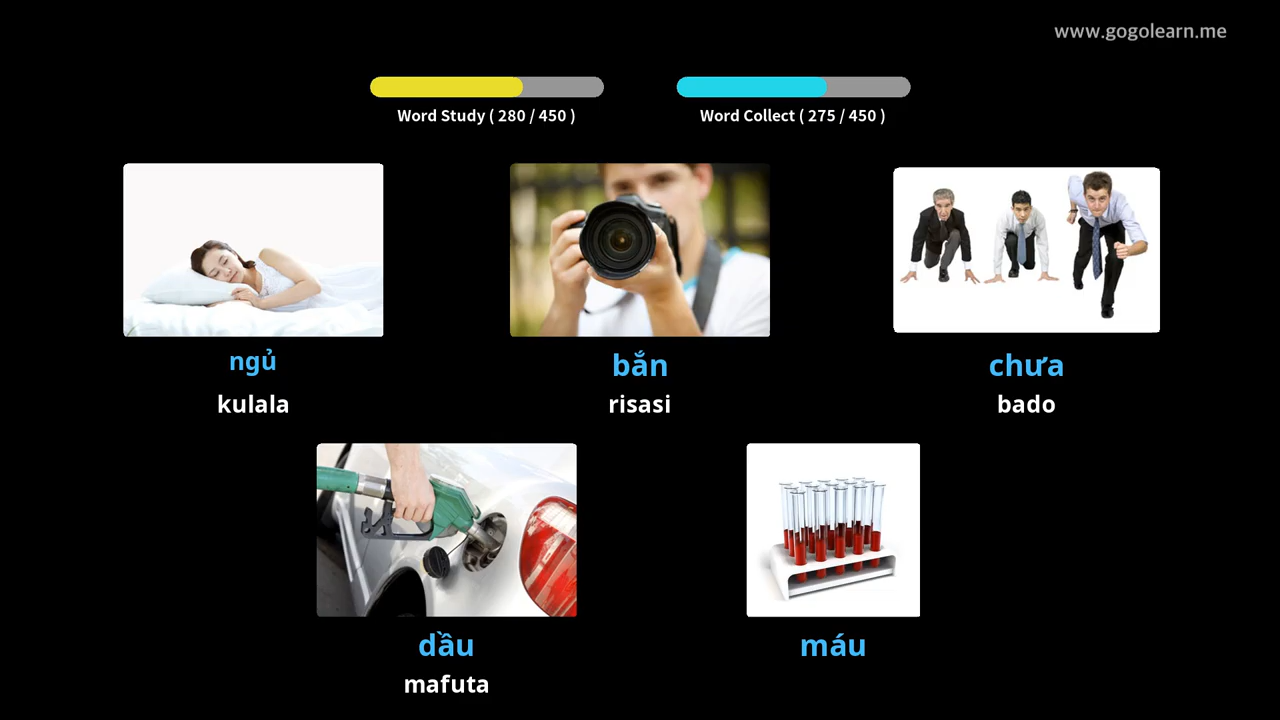 www.gogolearn.me
Word Study ( 280 / 450 )
Word Collect ( 275 / 450 )
ngủ
bắn
chưa
kulala
risasi
bado
dầu
máu
mafuta